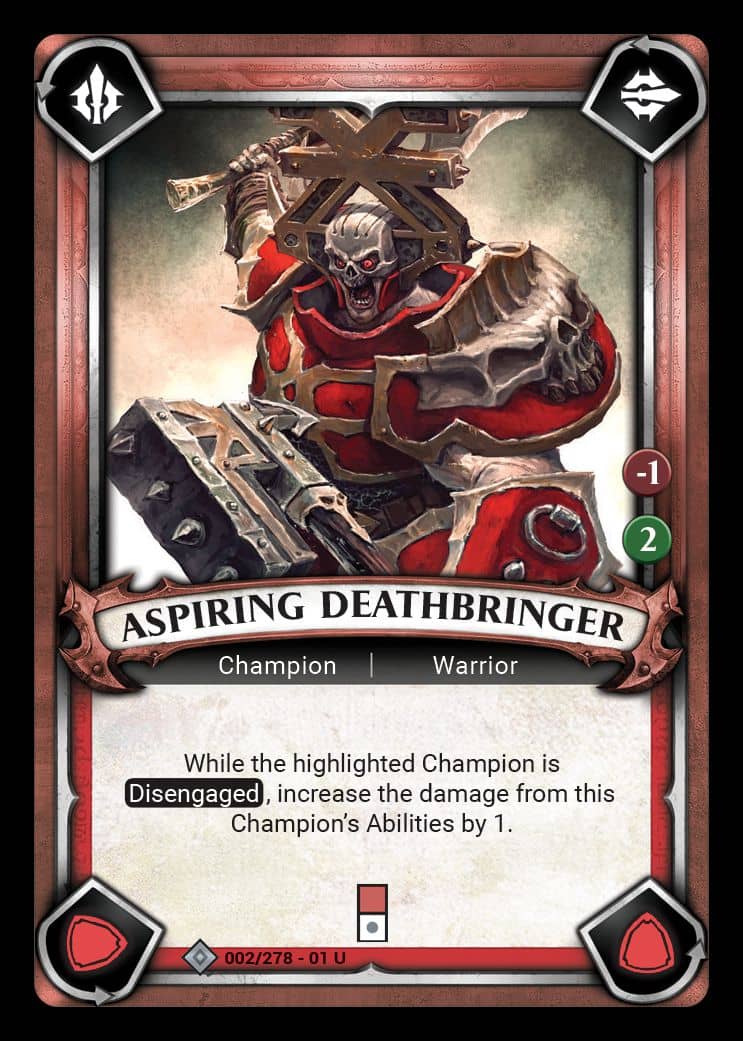 -1
2
ASPIRING DEATHBRINGER
Champion | Warrior
While the highlighted Champion is
Disengaged, increase the damage from this
Champion's Abilities by 1.
002/278 - 01 U